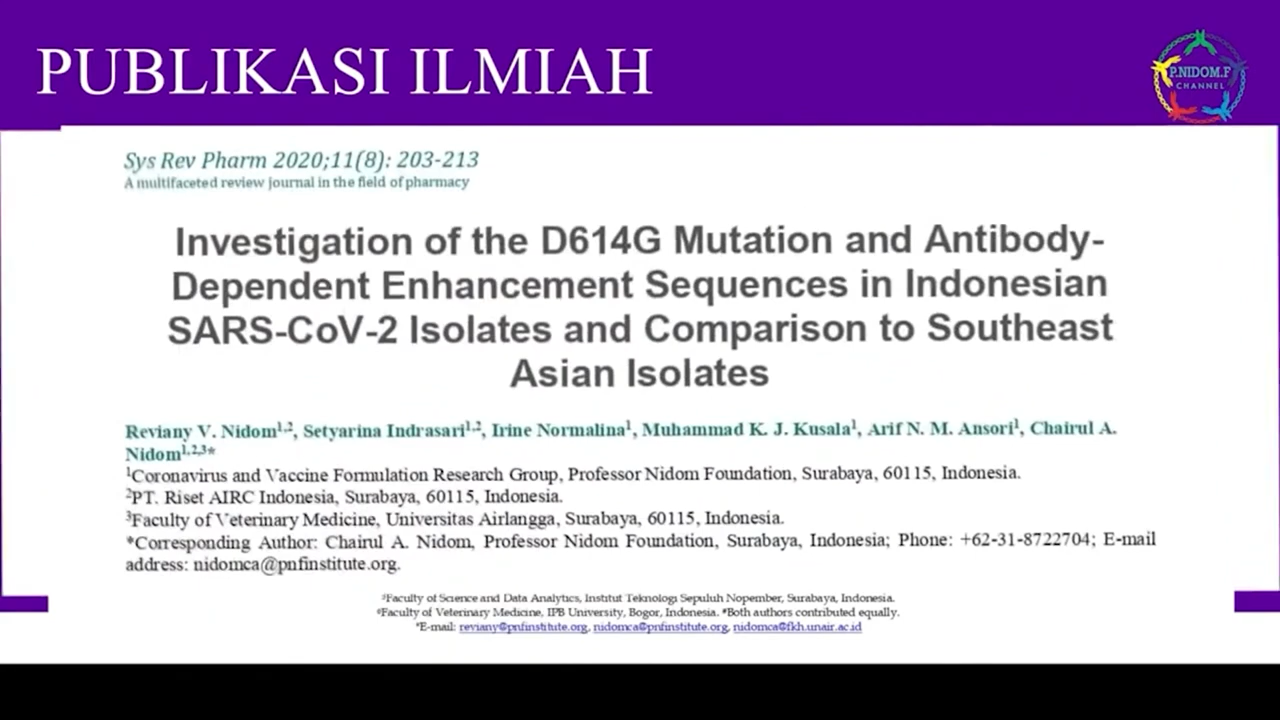 PUBLIKASI ILMIAH
P.NIDOM.F
CHANNEL
Sys Rev Pharm 2020;11(8): 203-213
A multifaceted review journal in the field of pharmacy
Investigation of the D614G Mutation and Antibody-
Dependent Enhancement Sequences in Indonesian
SARS-CoV-2 Isolates and Comparison to Southeast
Asian Isolates
Reviany V. Nidom1,2, Setyarina Indrasari1,2, Irine Normalina1, Muhammad K. J. Kusala1, Arif N. M. Ansori1, Chairul A.
Nidom1,2,3*
1Coronavirus and Vaccine Formulation Research Group, Professor Nidom Foundation, Surabaya, 60115, Indonesia.
2PT. Riset AIRC Indonesia, Surabaya, 60115, Indonesia.
3Faculty of Veterinary Medicine, Universitas Airlangga, Surabaya, 60115, Indonesia.
*Corresponding Author: Chairul A. Nidom, Professor Nidom Foundation, Surabaya, Indonesia; Phone: +62-31-8722704; E-mail
address: nidomca@pnfinstitute.org.
Faculty of Science and Data Analytics, Institut Teknologi Sepuluh Nopember, Surabaya, Indonesia.
Faculty of Veterinary Medicine, IPB University, Bogor, Indonesia. Both authors contributed equally.
*E-mail: reviany@pnfinstitute.org, nidomca@pnfinstitute.org, nidomca@fkh.unair.ac.id